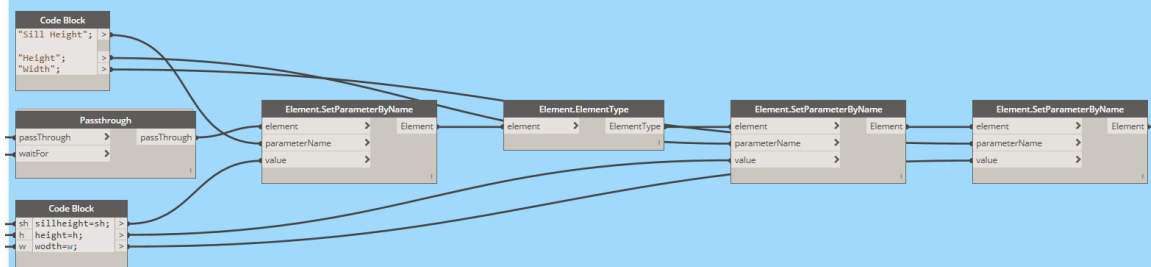 Code Block
"Sill Height"; >
"Height"; >
"Width"; >
Passthrough
passThrough > passThrough
waitFor >
Element.SetParameterByName
element > Element
parameterName >
value >
Element.ElementType
element > ElementType
Element.SetParameterByName
element > Element
parameterName >
value >
Element.SetParameterByName
element > Element
parameterName >
value >
Code Block
sh sillheight=sh; >
h height=h; >
w wodth=w; >